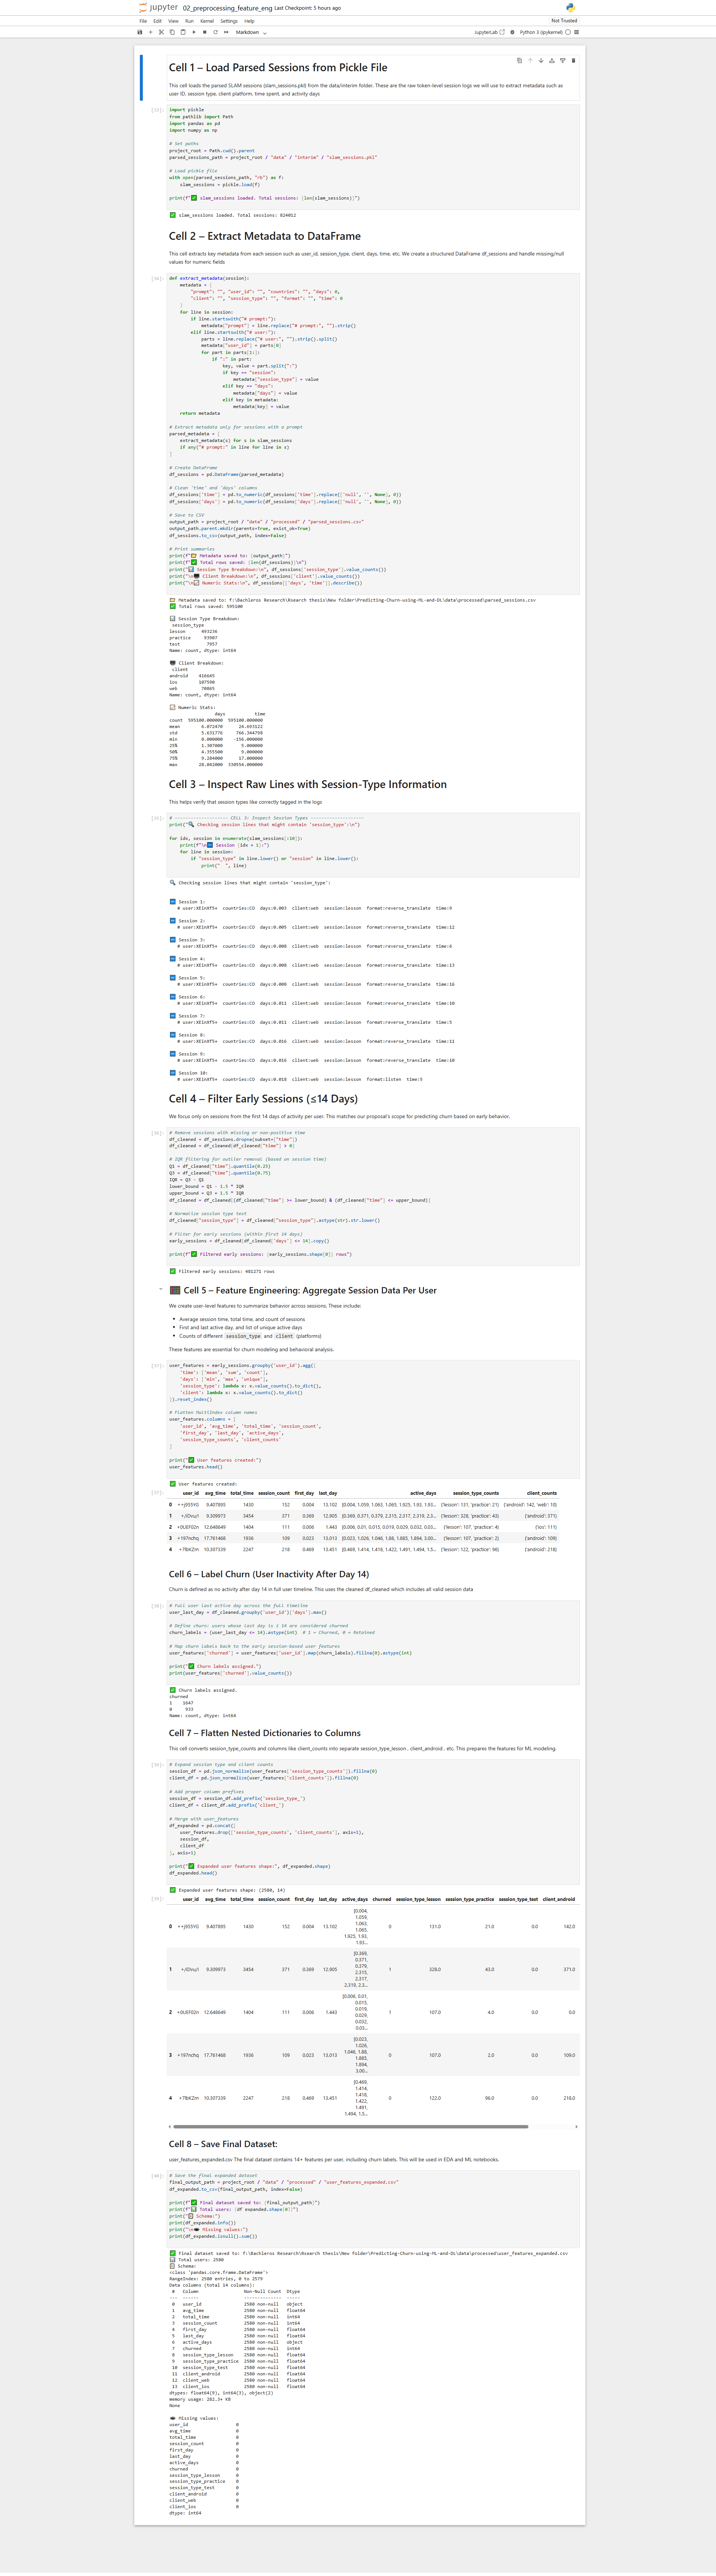 jupyter 02_preprocessing_feature_eng Last Checkpoint: 5 hours ago
File Edit View Run Kernel Settings Help
Not Trusted
Markdown
JupyterLab Python 3 (ipykernel)
Cell 1 – Load Parsed Sessions from Pickle File
This cell loads the parsed SLAM sessions (slam_sessions.pkl) from the data/interim folder. These are the raw token-level session logs we will use to extract metadata such as
user ID, session type, client platform, time spent, and activity days
import pickle
from pathlib import Path
import pandas as pd
import numpy as np
# Set paths
project_root = Path.cwd().parent
parsed_sessions_path = project_root / "data" / "interim" / "slam_sessions.pkl"
# Load pickle file
with open(parsed_sessions_path, "rb") as f:
slam_sessions = pickle.load(f)
print(f"✅ slam_sessions loaded. Total sessions: {len(slam_sessions)}")
✅ slam_sessions loaded. Total sessions: 824012
Cell 2 – Extract Metadata to DataFrame
This cell extracts key metadata from each session such as user_id, session_type, client, days, time, etc. We create a structured DataFrame df_sessions and handle missing/null
values for numeric fields
def extract_metadata(session):
metadata = {
"prompt": "", "user_id": "", "countries": "", "days": 0,
"client": "", "session_type": "", "format": "", "time": 0
}
for line in session:
if line.startswith("# prompt:"):
metadata["prompt"] = line.replace("# prompt:", "").strip()
elif line.startswith("# user:"):
parts = line.replace("# user:", "").strip().split()
metadata["user_id"] = parts[0]
for part in parts[1:]:
if ":" in part:
key, value = part.split(":")
if key == "session":
metadata["session_type"] = value
elif key == "days":
metadata["days"] = value
elif key in metadata:
metadata[key] = value
return metadata
# Extract metadata only for sessions with a prompt
parsed_metadata = [
extract_metadata(s) for s in slam_sessions
if any("# prompt:" in line for line in s)
]
# Create DataFrame
df_sessions = pd.DataFrame(parsed_metadata)
# Clean 'time' and 'days' columns
df_sessions['time'] = pd.to_numeric(df_sessions['time'].replace(['null', '', None], 0))
df_sessions['days'] = pd.to_numeric(df_sessions['days'].replace(['null', '', None], 0))
# Save to CSV
output_path = project_root / "data" / "processed" / "parsed_sessions.csv"
output_path.parent.mkdir(parents=True, exist_ok=True)
df_sessions.to_csv(output_path, index=False)
# Print summaries
print(f"📁 Metadata saved to: {output_path}")
print(f"✅ Total rows saved: {len(df_sessions)}\n")
print("📊 Session Type Breakdown:\n", df_sessions['session_type'].value_counts())
print("\n🖥️ Client Breakdown:\n", df_sessions['client'].value_counts())
print("\n📈 Numeric Stats:\n", df_sessions[['days', 'time']].describe())
📁 Metadata saved to: f:\Bachleros Research\Rsearch thesis\New folder\Predicting-Churn-using-ML-and-DL\data\processed\parsed_sessions.csv
✅ Total rows saved: 595100
📊 Session Type Breakdown:
session_type
lesson 493236
practice 93907
test 7957
Name: count, dtype: int64
🖥️ Client Breakdown:
client
android 416645
ios 107590
web 70865
Name: count, dtype: int64
📈 Numeric Stats:
days time
count 595100.000000 595100.000000
mean 6.072470 24.693122
std 5.631776 766.344798
min 0.000000 -156.000000
25% 1.307000 5.000000
50% 4.355500 9.000000
75% 9.284000 17.000000
max 28.042000 330554.000000
Cell 3 – Inspect Raw Lines with Session-Type Information
This helps verify that session types like correctly tagged in the logs
# -------------------- CELL 3: Inspect Session Types --------------------
print("🔍 Checking session lines that might contain 'session_type':\n")
for idx, session in enumerate(slam_sessions[:10]):
print(f"\n🟦 Session {idx + 1}:")
for line in session:
if "session_type" in line.lower() or "session" in line.lower():
print(" ", line)
🔍 Checking session lines that might contain 'session_type':
Session 1:
# user:XEinXf5+ countries:CO days:0.003 client:web session:lesson format:reverse_translate time:9
Session 2:
# user:XEinXf5+ countries:CO days:0.005 client:web session:lesson format:reverse_translate time:12
Session 3:
# user:XEinXf5+ countries:CO days:0.008 client:web session:lesson format:reverse_translate time:6
Session 4:
# user:XEinXf5+ countries:CO days:0.008 client:web session:lesson format:reverse_translate time:13
Session 5:
# user:XEinXf5+ countries:CO days:0.008 client:web session:lesson format:reverse_translate time:16
Session 6:
# user:XEinXf5+ countries:CO days:0.011 client:web session:lesson format:reverse_translate time:10
Session 7:
# user:XEinXf5+ countries:CO days:0.011 client:web session:lesson format:reverse_translate time:5
Session 8:
# user:XEinXf5+ countries:CO days:0.016 client:web session:lesson format:reverse_translate time:11
Session 9:
# user:XEinXf5+ countries:CO days:0.016 client:web session:lesson format:reverse_translate time:10
Session 10:
# user:XEinXf5+ countries:CO days:0.018 client:web session:lesson format:listen time:5
Cell 4 – Filter Early Sessions (≤14 Days)
We focus only on sessions from the first 14 days of activity per user. This matches our proposal's scope for predicting churn based on early behavior.
# Remove sessions with missing or non-positive time
df_cleaned = df_sessions.dropna(subset=["time"])
df_cleaned = df_cleaned[df_cleaned["time"] > 0]
# IQR filtering for outlier removal (based on session time)
Q1 = df_cleaned["time"].quantile(0.25)
Q3 = df_cleaned["time"].quantile(0.75)
IQR = Q3 - Q1
lower_bound = Q1 - 1.5 * IQR
upper_bound = Q3 + 1.5 * IQR
df_cleaned = df_cleaned[(df_cleaned["time"] >= lower_bound) & (df_cleaned["time"] <= upper_bound)]
# Normalize session type text
df_cleaned["session_type"] = df_cleaned["session_type"].astype(str).str.lower()
# Filter for early sessions (within first 14 days)
early_sessions = df_cleaned[df_cleaned['days'] <= 14].copy()
print(f"✅ Filtered early sessions: {early_sessions.shape[0]} rows")
✅ Filtered early sessions: 481271 rows
Cell 5 – Feature Engineering: Aggregate Session Data Per User
We create user-level features to summarize behavior across sessions. These include:
• Average session time, total time, and count of sessions
• First and last active day, and list of unique active days
• Counts of different session_type and client (platforms)
These features are essential for churn modeling and behavioral analysis.
user_features = early_sessions.groupby('user_id').agg({
'time': ['mean', 'sum', 'count'],
'days': ['min', 'max', 'unique'],
'session_type': lambda x: x.value_counts().to_dict(),
'client': lambda x: x.value_counts().to_dict()
}).reset_index()
# Flatten MultiIndex column names
user_features.columns = [
'user_id', 'avg_time', 'total_time', 'session_count',
'first_day', 'last_day', 'active_days',
'session_type_counts', 'client_counts'
]
print("✅ User features created:")
user_features.head()
✅ User features created:
user_id avg_time total_time session_count first_day last_day active_days session_type_counts client_counts
0 ++j955YG 9.407895 1430 152 0.004 13.102 [0.004, 1.059, 1.063, 1.065, 1.925, 1.93, 1.93... {'lesson': 131, 'practice': 21} {'android': 142, 'web': 10}
1 +/iDvu/I 9.309973 3454 371 0.369 12.905 [0.369, 0.371, 0.379, 2.315, 2.317, 2.319, 2.3... {'lesson': 328, 'practice': 43} {'android': 371}
2 +0UEF02n 12.648649 1404 111 0.006 1.443 [0.006, 0.01, 0.015, 0.019, 0.029, 0.032, 0.03... {'lesson': 107, 'practice': 4} {'ios': 111}
3 +197nchq 17.761468 1936 109 0.023 13.013 [0.023, 1.026, 1.046, 1.88, 1.885, 1.894, 3.00... {'lesson': 107, 'practice': 2} {'android': 109}
4 +7lbKZrn 10.307339 2247 218 0.469 13.451 [0.469, 1.414, 1.418, 1.422, 1.491, 1.494, 1.5... {'lesson': 122, 'practice': 96} {'android': 218}
Cell 6 – Label Churn (User Inactivity After Day 14)
Churn is defined as no activity after day 14 in full user timeline. This uses the cleaned df_cleaned which includes all valid session data
# Full user last active day across the full timeline
user_last_day = df_cleaned.groupby('user_id')['days'].max()
# Define churn: users whose last day is ≤ 14 are considered churned
churn_labels = (user_last_day <= 14).astype(int) # 1 = Churned, 0 = Retained
# Map churn labels back to the early session-based user features
user_features['churned'] = user_features['user_id'].map(churn_labels).fillna(0).astype(int)
print("✅ Churn labels assigned.")
print(user_features['churned'].value_counts())
✅ Churn labels assigned.
churned
1 1647
0 933
Name: count, dtype: int64
Cell 7 – Flatten Nested Dictionaries to Columns
This cell converts session_type_counts and columns like client_counts into separate session_type_lesson , client_android , etc. This prepares the features for ML modeling.
# Expand session type and client counts
session_df = pd.json_normalize(user_features['session_type_counts']).fillna(0)
client_df = pd.json_normalize(user_features['client_counts']).fillna(0)
# Add proper column prefixes
session_df = session_df.add_prefix('session_type_')
client_df = client_df.add_prefix('client_')
# Merge with user_features
df_expanded = pd.concat([
user_features.drop(['session_type_counts', 'client_counts'], axis=1),
session_df,
client_df
], axis=1)
print("✅ Expanded user features shape:", df_expanded.shape)
df_expanded.head()
✅ Expanded user features shape: (2580, 14)
user_id avg_time total_time session_count first_day last_day active_days churned session_type_lesson session_type_practice session_type_test client_android
0 ++j955YG 9.407895 1430 152 0.004 13.102 [0.004, 1.059, 1.063, 1.065, 1.925, 1.93, 1.93... 0 131.0 21.0 0.0 142.0
1 +/iDvu/I 9.309973 3454 371 0.369 12.905 [0.369, 0.371, 0.379, 2.315, 2.317, 2.319, 2.3... 1 328.0 43.0 0.0 371.0
2 +0UEF02n 12.648649 1404 111 0.006 1.443 [0.006, 0.01, 0.015, 0.019, 0.029, 0.032, 0.03... 1 107.0 4.0 0.0 0.0
3 +197nchq 17.761468 1936 109 0.023 13.013 [0.023, 1.026, 1.046, 1.88, 1.885, 1.894, 3.00... 0 107.0 2.0 0.0 109.0
4 +7lbKZrn 10.307339 2247 218 0.469 13.451 [0.469, 1.414, 1.418, 1.422, 1.491, 1.494, 1.5... 0 122.0 96.0 0.0 218.0
Cell 8 – Save Final Dataset:
user_features_expanded.csv The final dataset contains 14+ features per user, including churn labels. This will be used in EDA and ML notebooks.
# Save the final expanded dataset
final_output_path = project_root / "data" / "processed" / "user_features_expanded.csv"
df_expanded.to_csv(final_output_path, index=False)
print(f"✅ Final dataset saved to: {final_output_path}")
print(f"📊 Total users: {df_expanded.shape[0]}")
print("📋 Schema:")
print(df_expanded.info())
print("\n Missing values:")
print(df_expanded.isnull().sum())
✅ Final dataset saved to: f:\Bachleros Research\Rsearch thesis\New folder\Predicting-Churn-using-ML-and-DL\data\processed\user_features_expanded.csv
📊 Total users: 2580
📋 Schema:
<class 'pandas.core.frame.DataFrame'>
RangeIndex: 2580 entries, 0 to 2579
Data columns (total 14 columns):
# Column Non-Null Count Dtype
--- ------ -------------- -----
0 user_id 2580 non-null object
1 avg_time 2580 non-null float64
2 total_time 2580 non-null int64
3 session_count 2580 non-null int64
4 first_day 2580 non-null float64
5 last_day 2580 non-null float64
6 active_days 2580 non-null object
7 churned 2580 non-null int64
8 session_type_lesson 2580 non-null float64
9 session_type_practice 2580 non-null float64
10 session_type_test 2580 non-null float64
11 client_android 2580 non-null float64
12 client_web 2580 non-null float64
13 client_ios 2580 non-null float64
dtypes: float64(9), int64(3), object(2)
memory usage: 282.3+ KB
None
Missing values:
user_id 0
avg_time 0
total_time 0
session_count 0
first_day 0
last_day 0
active_days 0
churned 0
session_type_lesson 0
session_type_practice 0
session_type_test 0
client_android 0
client_web 0
client_ios 0
dtype: int64